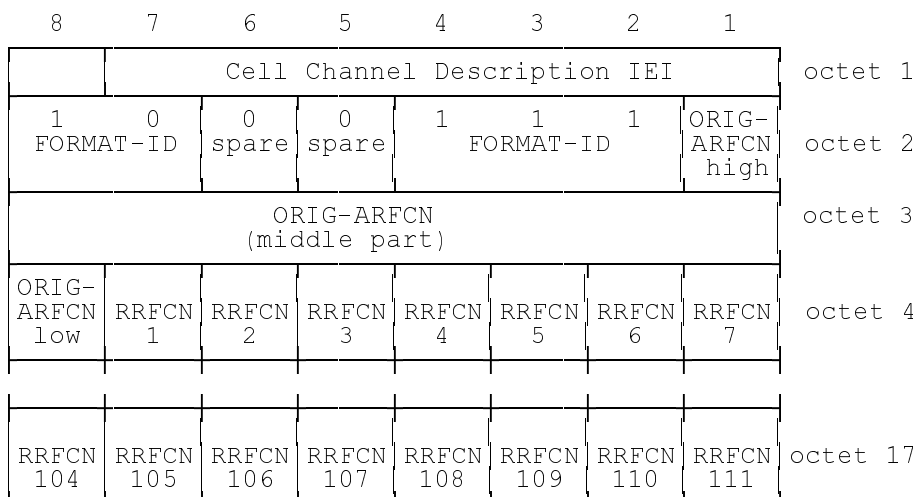 8 7 6 5 4 3 2 1
Cell Channel Description IEI octet 1
1 0 0 0 1 1 1 ORIG-
FORMAT-ID spare spare FORMAT-ID ARFCN octet 2
high
ORIG-ARFCN octet 3
(middle part)
ORIG-
ARFCN RRFCN RRFCN RRFCN RRFCN RRFCN RRFCN RRFCN octet 4
low 1 2 3 4 5 6 7
RRFCN RRFCN RRFCN RRFCN RRFCN RRFCN RRFCN RRFCN octet 17
104 105 106 107 108 109 110 111